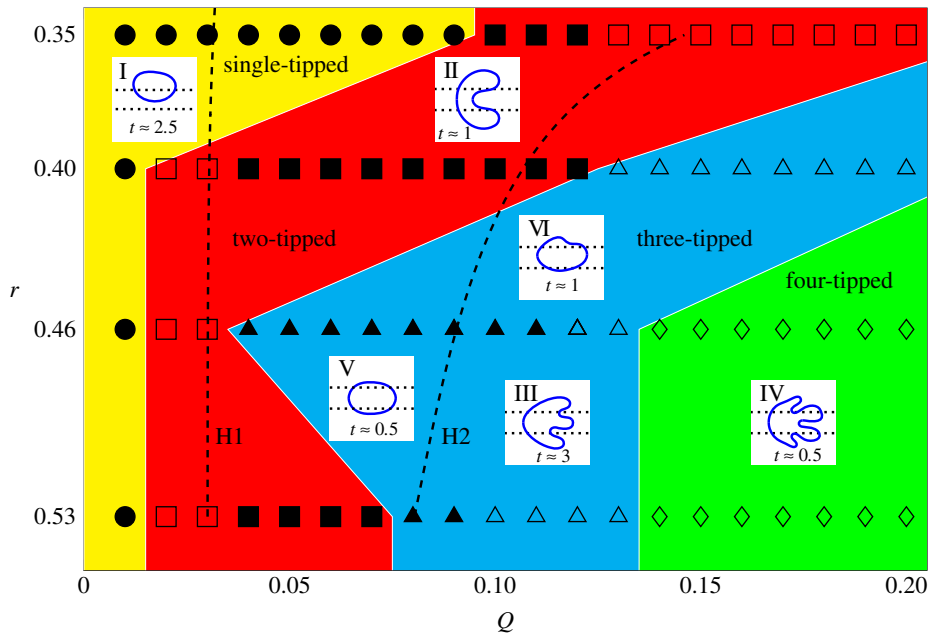 0.35
single-tipped
I
t ≈ 2.5
II
t ≈ 1
0.40
two-tipped
VI
t ≈ 1
three-tipped
four-tipped
r
0.46
V
t ≈ 0.5
III
t ≈ 3
IV
t ≈ 0.5
H1
H2
0.53
0
0.05
0.10
0.15
0.20
Q